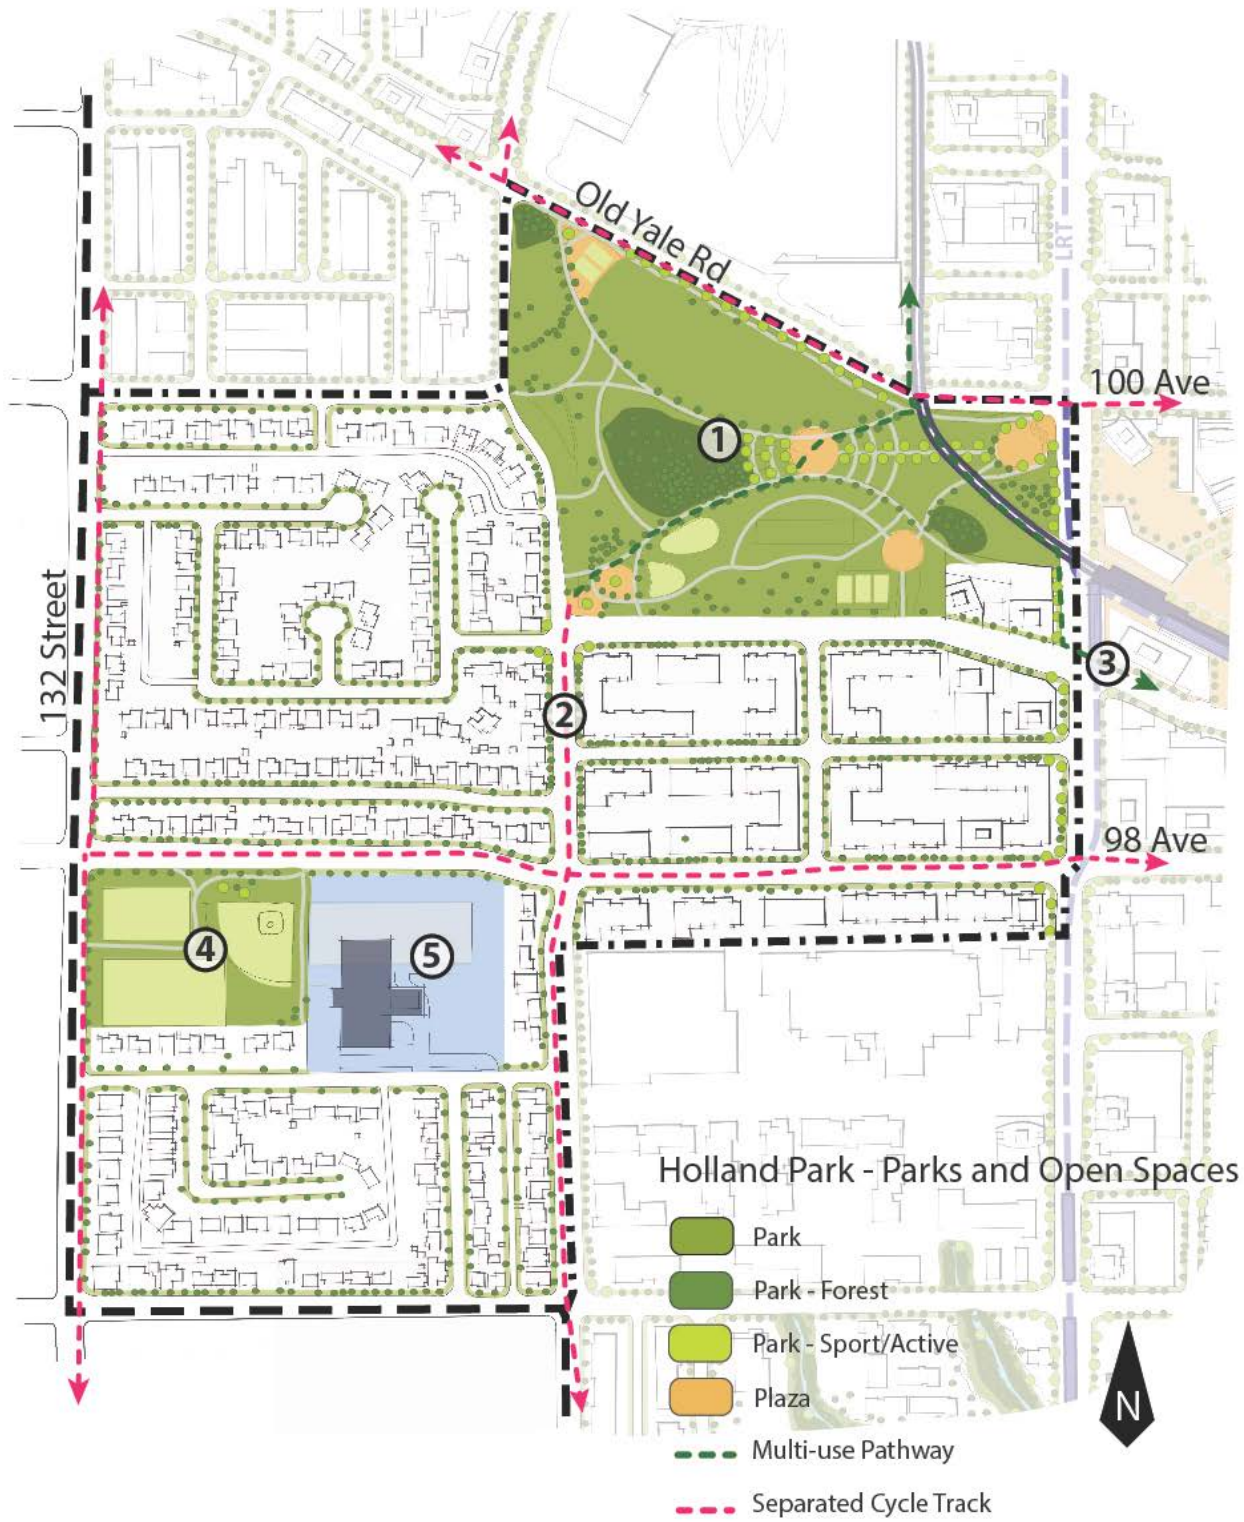 Old Yale Rd
LRT
100 Ave
1
132 Street
3
2
98 Ave
4
5
Holland Park - Parks and Open Spaces
Park
Park - Forest
Park - Sport/Active
Plaza
N
Multi-use Pathway
Separated Cycle Track